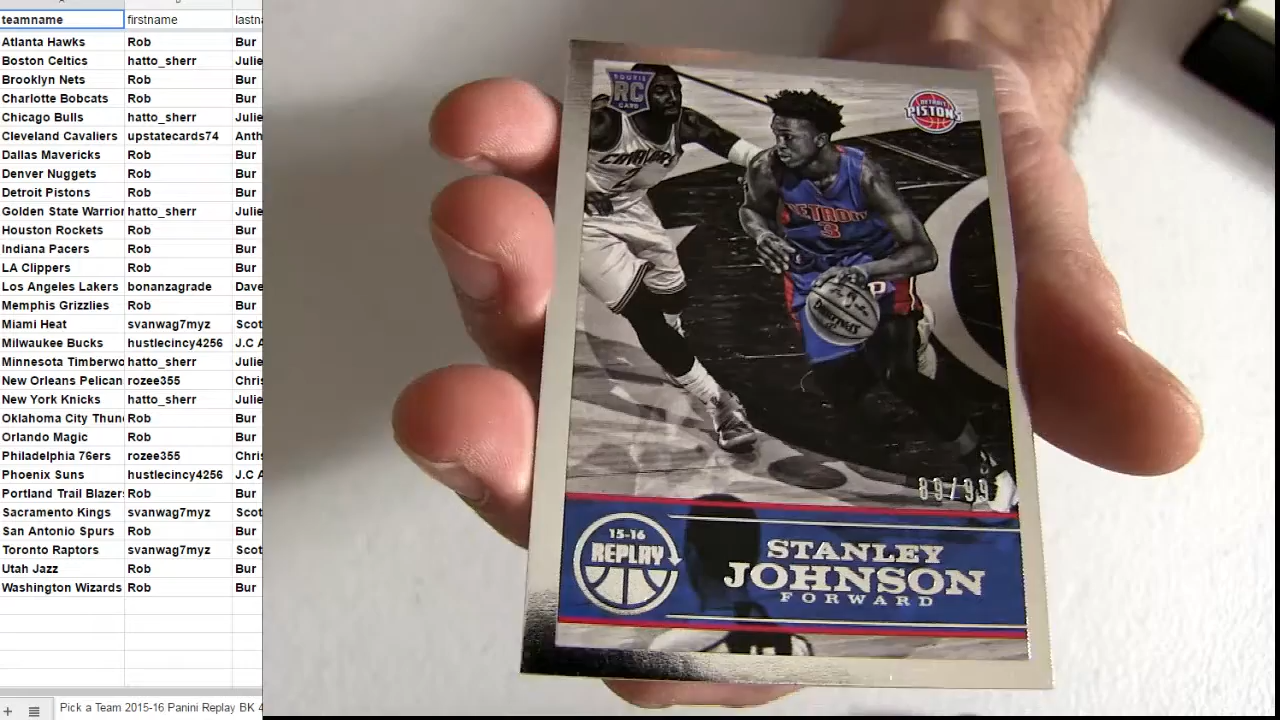 teamname firstname lastn
Atlanta Hawks Rob Bur
Boston Celtics hatto_sherr Julie
Brooklyn Nets Rob Bur
Charlotte Bobcats Rob Bur
Chicago Bulls hatto_sherr Julie
Cleveland Cavaliers upstatecards74 Anth
Dallas Mavericks Rob Bur
Denver Nuggets Rob Bur
Detroit Pistons Rob Bur
Golden State Warrior hatto_sherr Julie
Houston Rockets Rob Bur
Indiana Pacers Rob Bur
LA Clippers Rob Bur
Los Angeles Lakers bonanzagrade Dave
Memphis Grizzlies Rob Bur
Miami Heat svanwag7myz Scot
Milwaukee Bucks hustlecincy4256 J.C A
Minnesota Timberwo hatto_sherr Julie
New Orleans Pelican rozee355 Chris
New York Knicks hatto_sherr Julie
Oklahoma City Thun Rob Bur
Orlando Magic Rob Bur
Philadelphia 76ers rozee355 Chris
Phoenix Suns hustlecincy4256 J.C A
Portland Trail Blazer Rob Bur
Sacramento Kings svanwag7myz Scot
San Antonio Spurs Rob Bur
Toronto Raptors svanwag7myz Scot
Utah Jazz Rob Bur
Washington Wizards Rob Bur
Pick a Team 2015-16 Panini Replay BK 4
ROOKIE
RC
CARD
DETROIT
PISTONS
CAVALIERS
2
DETROIT
3
89/99
15-16
REPLAY
STANLEY
JOHNSON
FORWARD